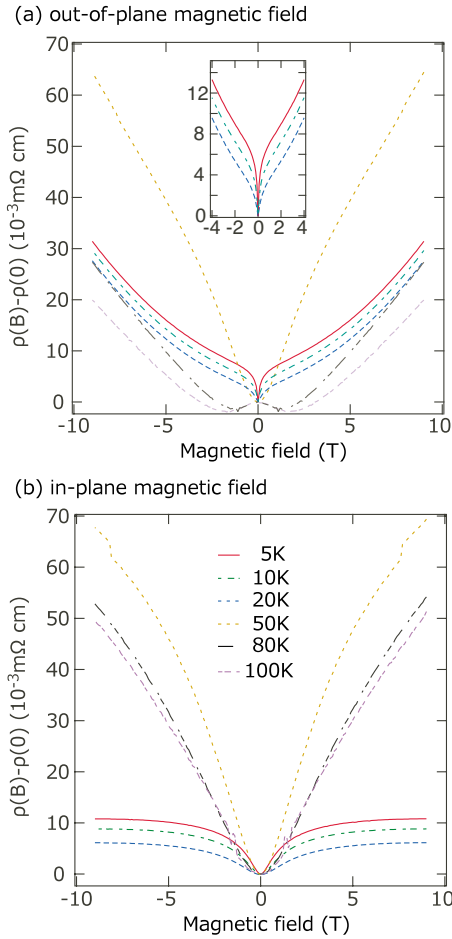 (a) out-of-plane magnetic field
70
60
50
40
30
20
10
0
ρ(B)-ρ(0) (10⁻³mΩ cm)
12
8
4
0
-4 -2 0 2 4
-10 -5 0 5 10
Magnetic field (T)
(b) in-plane magnetic field
70
60
50
40
30
20
10
0
ρ(B)-ρ(0) (10⁻³mΩ cm)
5K
10K
20K
50K
80K
100K
-10 -5 0 5 10
Magnetic field (T)